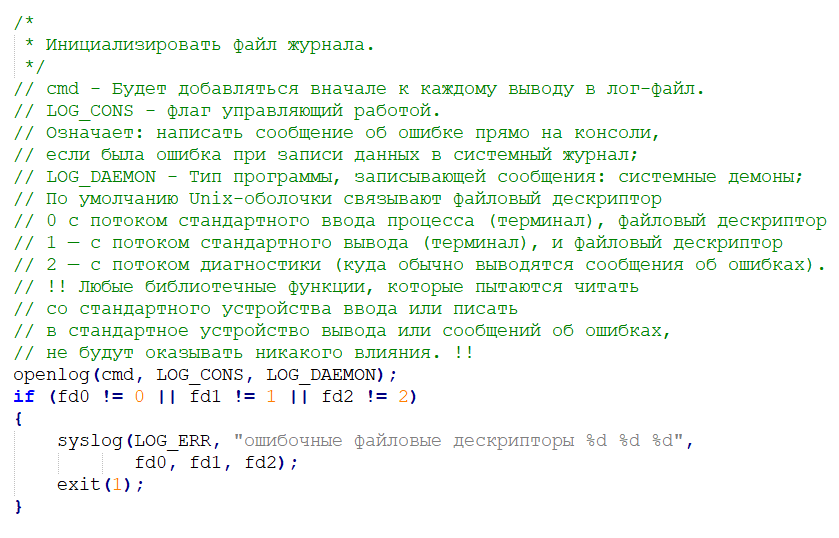 /*
 * Инициализировать файл журнала.
 */
// cmd - Будет добавляться вначале к каждому выводу в лог-файл.
// LOG_CONS - флаг управляющий работой.
// Означает: написать сообщение об ошибке прямо на консоли,
// если была ошибка при записи данных в системный журнал;
// LOG_DAEMON - Тип программы, записывающей сообщения: системные демоны;
// По умолчанию Unix-оболочки связывают файловый дескриптор
// 0 с потоком стандартного ввода процесса (терминал), файловый дескриптор
// 1 — с потоком стандартного вывода (терминал), и файловый дескриптор
// 2 — с потоком диагностики (куда обычно выводятся сообщения об ошибках).
// !! Любые библиотечные функции, которые пытаются читать
// со стандартного устройства ввода или писать
// в стандартное устройство вывода или сообщений об ошибках,
// не будут оказывать никакого влияния. !!
openlog(cmd, LOG_CONS, LOG_DAEMON);
if (fd0 != 0 || fd1 != 1 || fd2 != 2)
{
    syslog(LOG_ERR, "ошибочные файловые дескрипторы %d %d %d",
           fd0, fd1, fd2);
    exit(1);
}